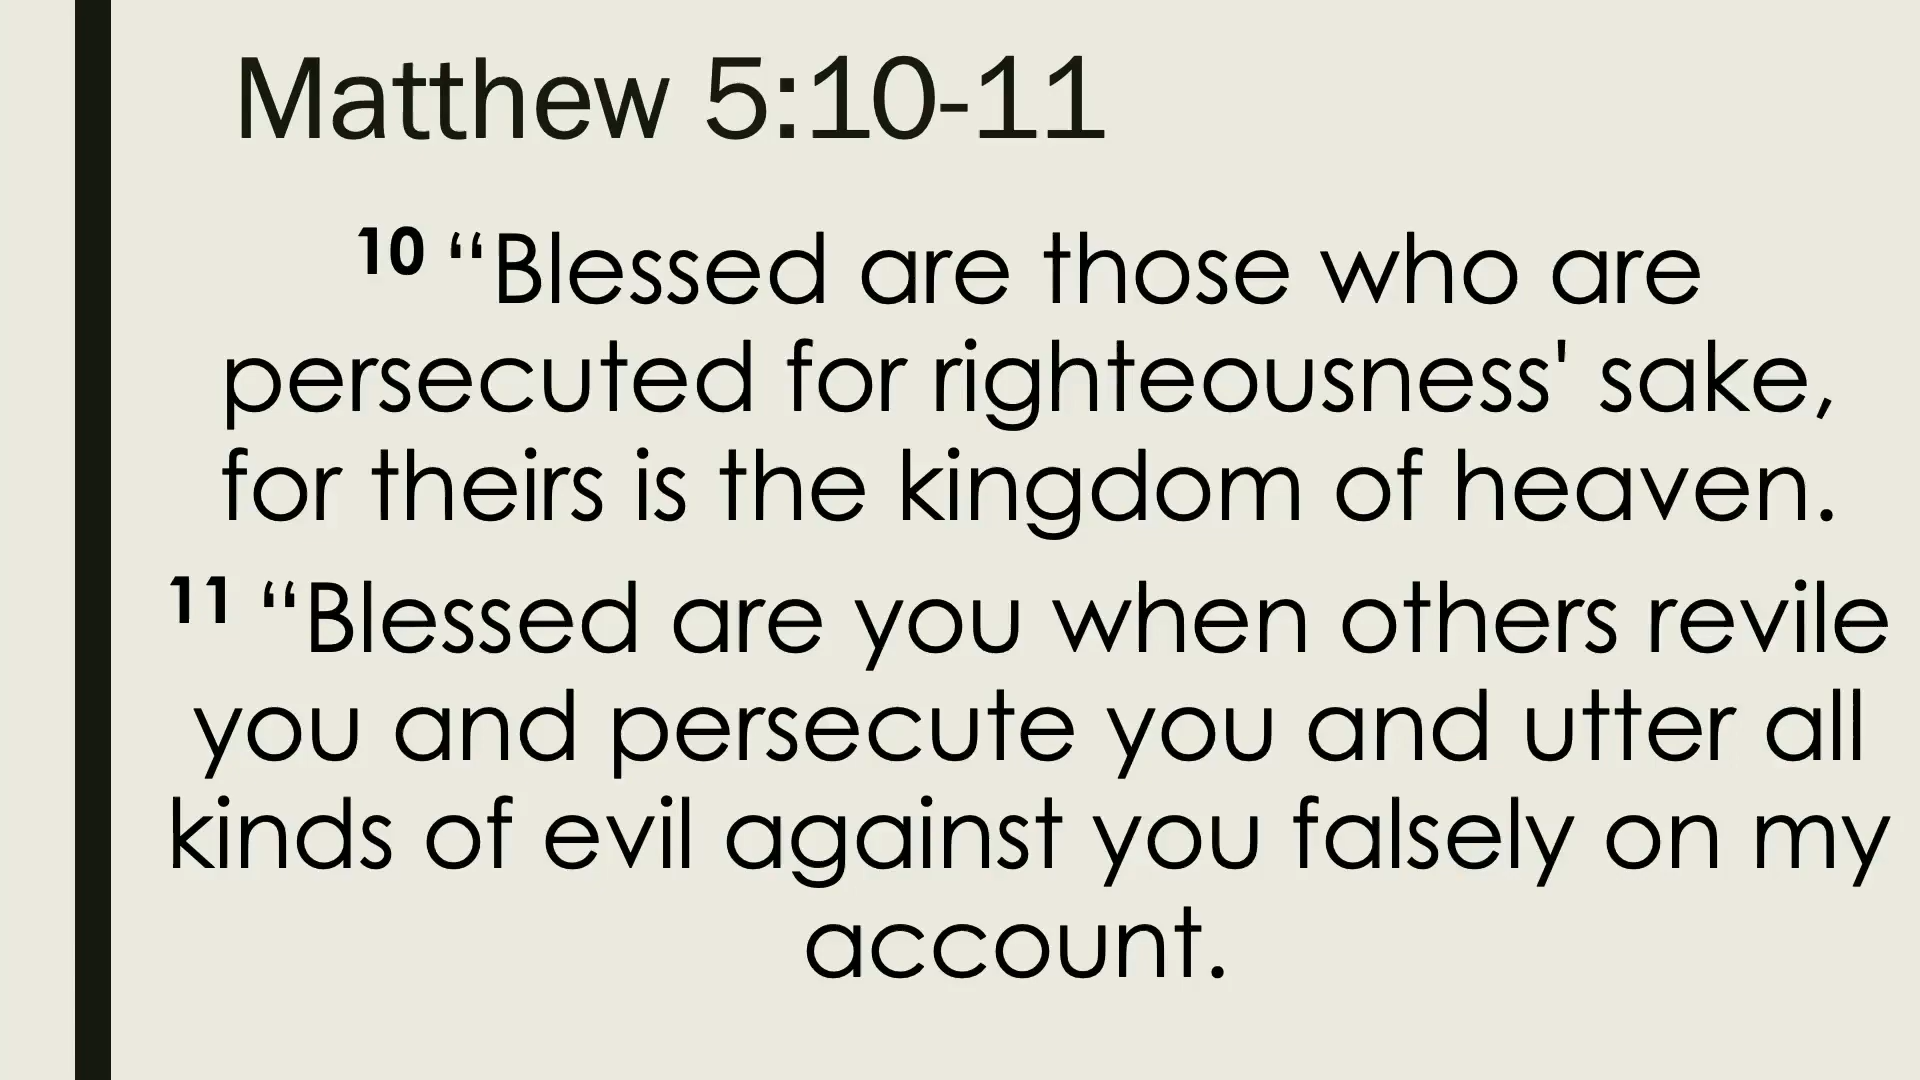 Matthew 5:10-11
10 “Blessed are those who are
persecuted for righteousness' sake,
for theirs is the kingdom of heaven.
11 “Blessed are you when others revile
you and persecute you and utter all
kinds of evil against you falsely on my
account.